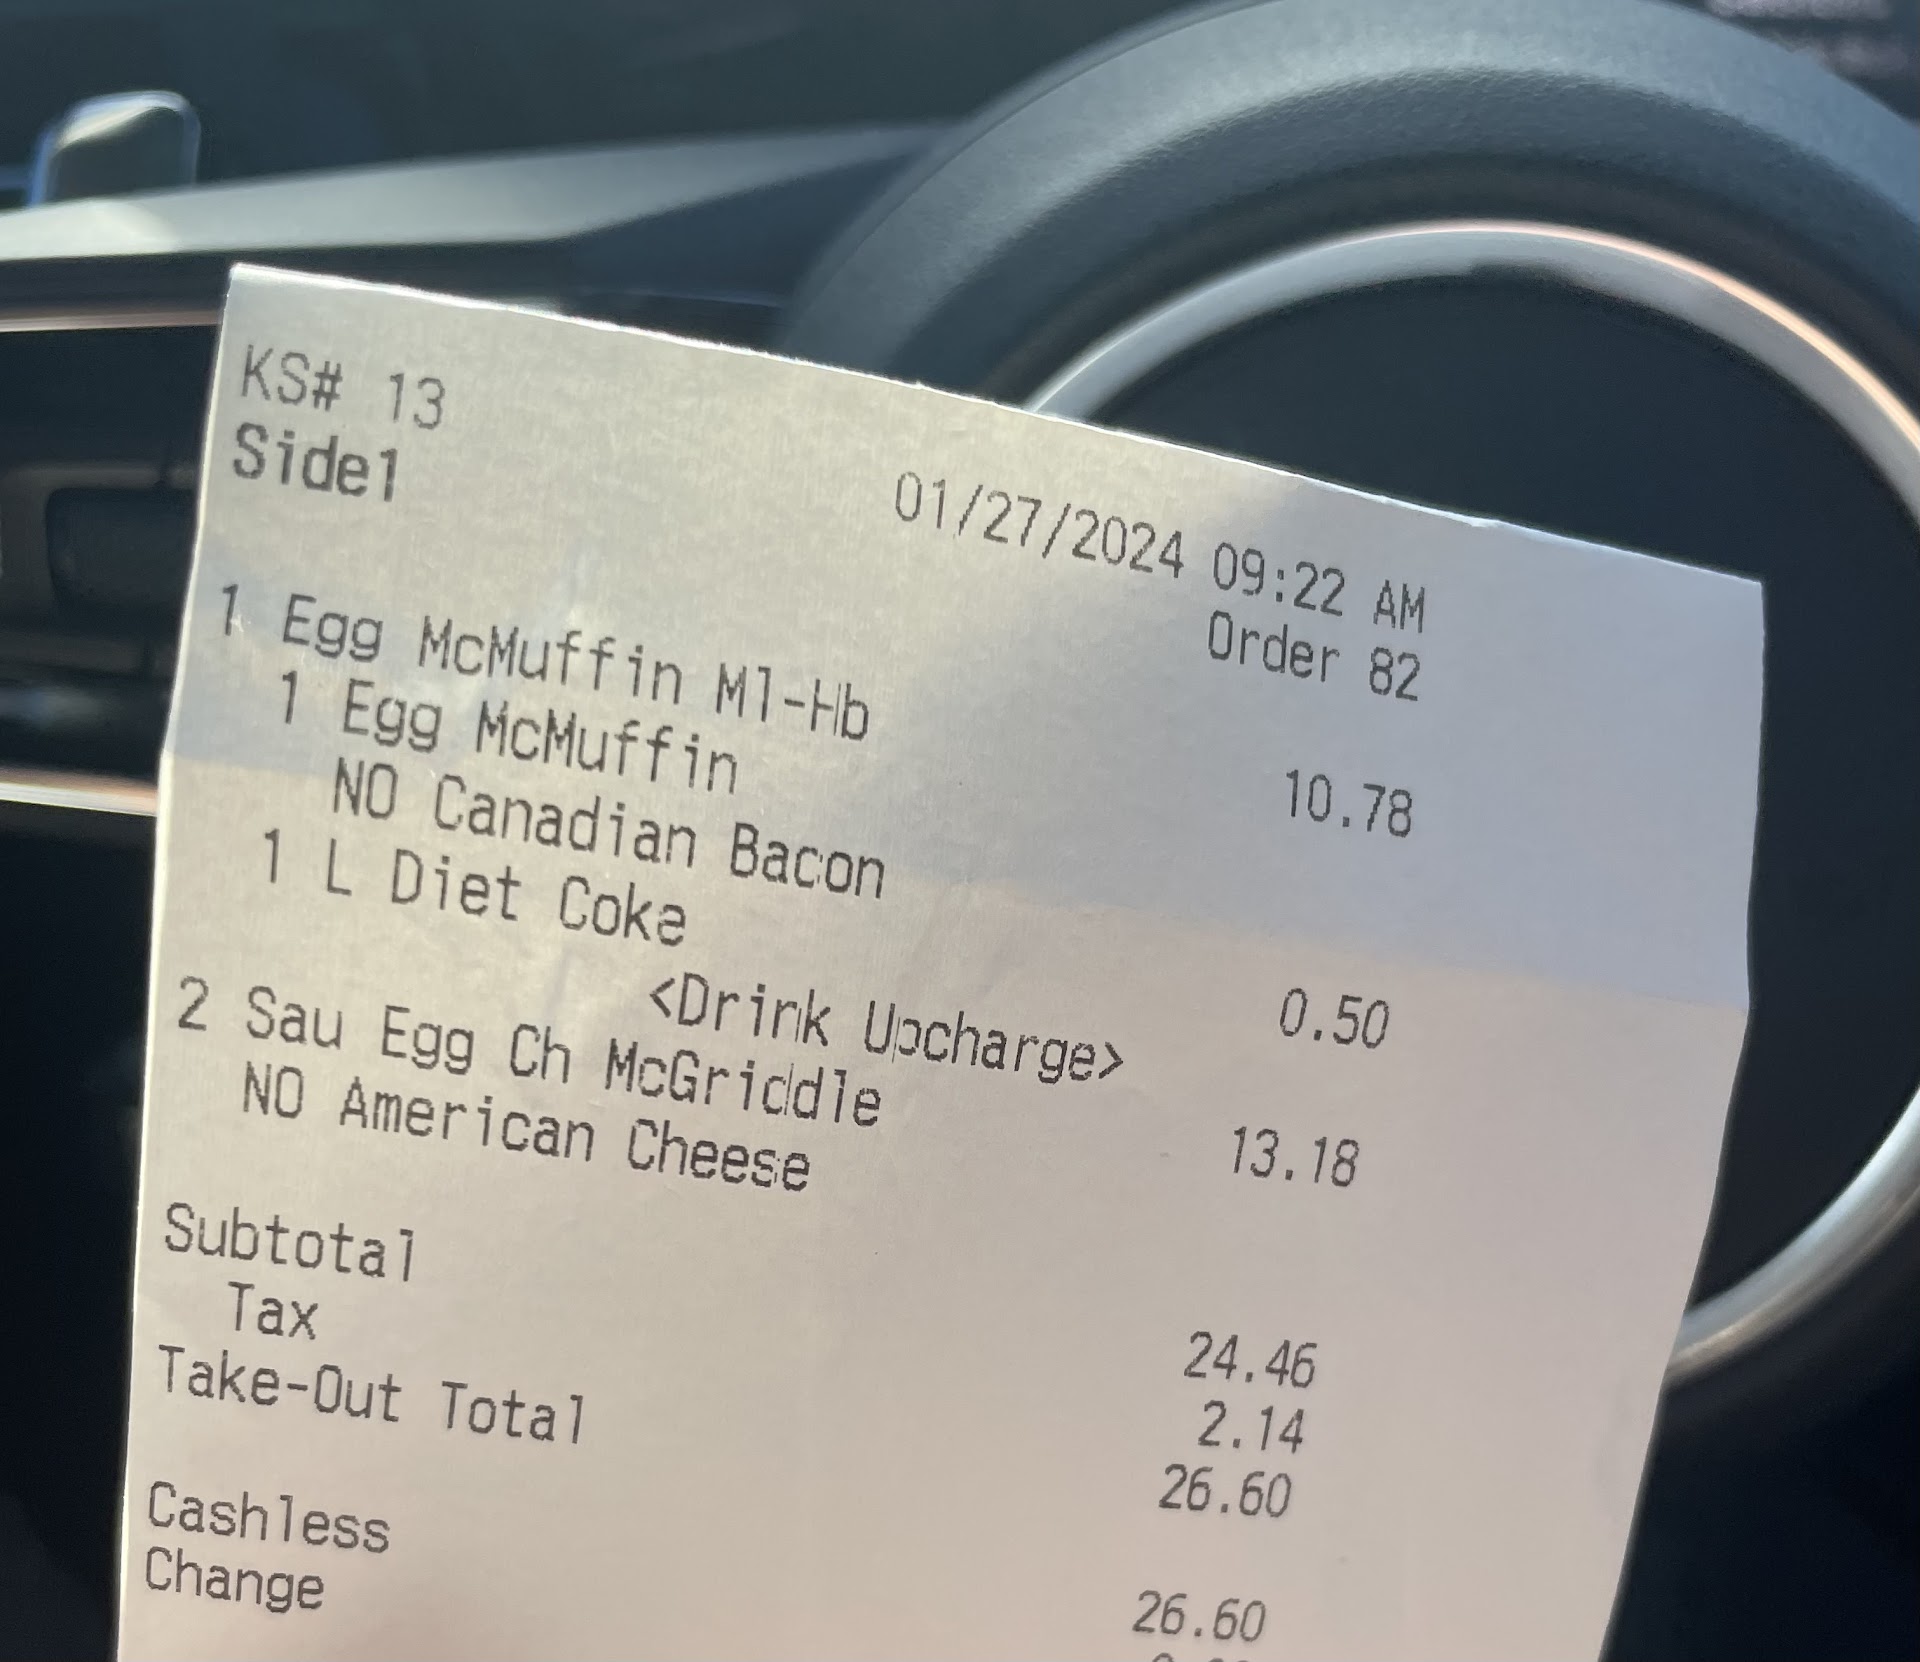 KS# 13
Side1
01/27/2024 09:22 AM
Order 82
1 Egg McMuffin Ml-Hb 10.78
1 Egg McMuffin
NO Canadian Bacon
1 L Diet Coke
<Drink Upcharge> 0.50
2 Sau Egg Ch McGriddle 13.18
NO American Cheese
Subtotal 24.46
Tax 2.14
Take-Out Total 26.60
Cashless 26.60
Change